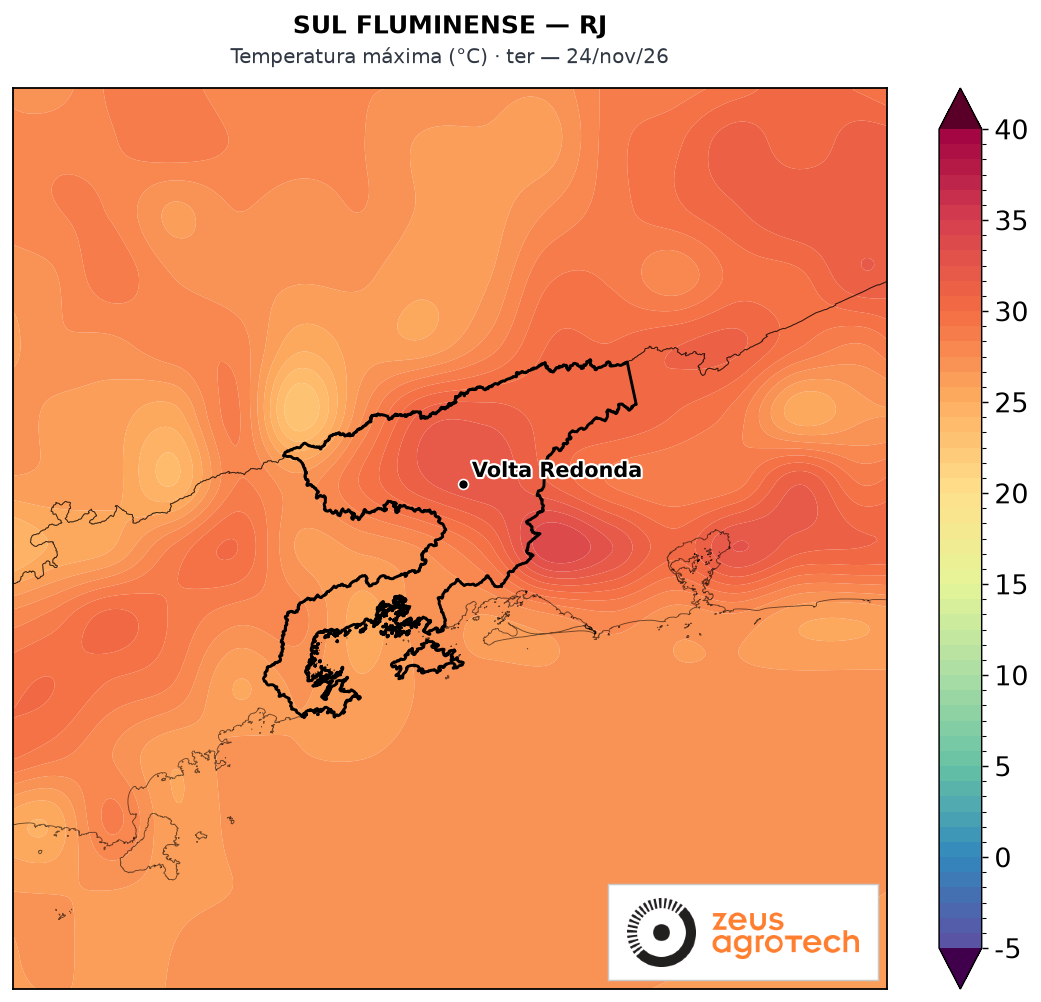 SUL FLUMINENSE — RJ
Temperatura máxima (°C) · ter — 24/nov/26
40
35
30
25
20
15
10
5
0
-5
Volta Redonda
zeus
agrotech